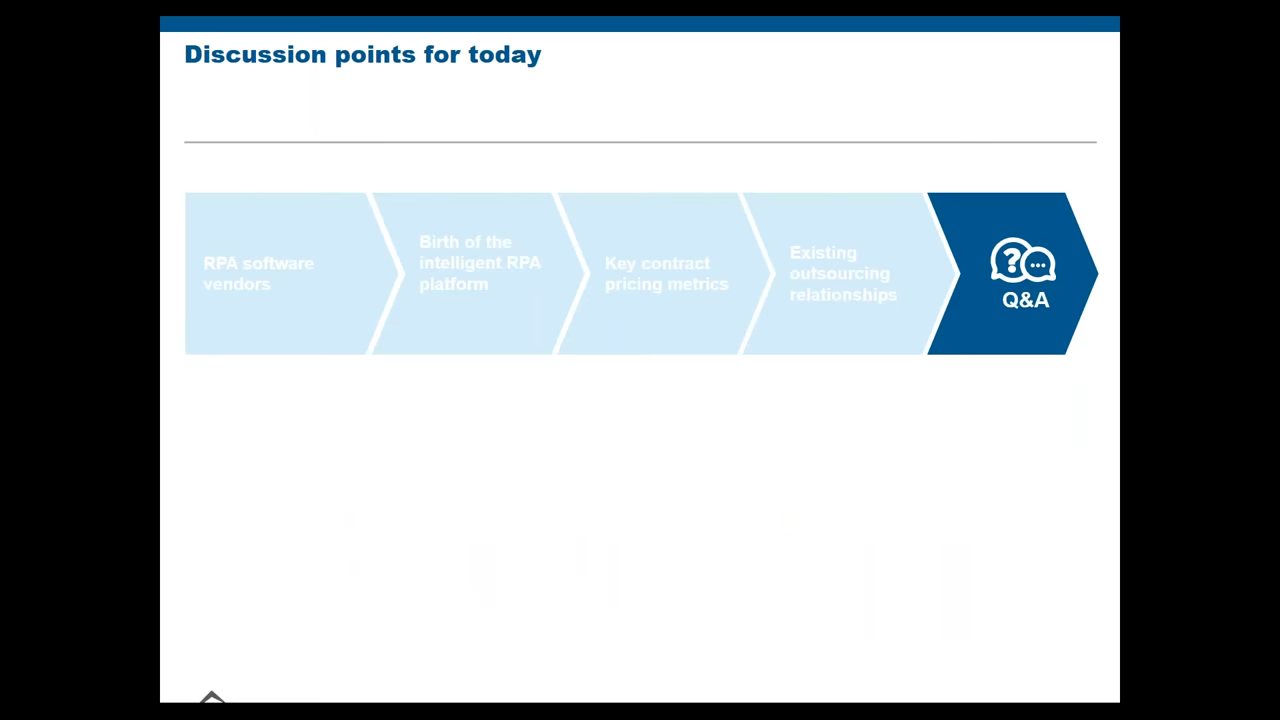 Discussion points for today
RPA software
vendors
Birth of the
intelligent RPA
platform
Key contract
pricing metrics
Existing
outsourcing
relationships
?
Q&A